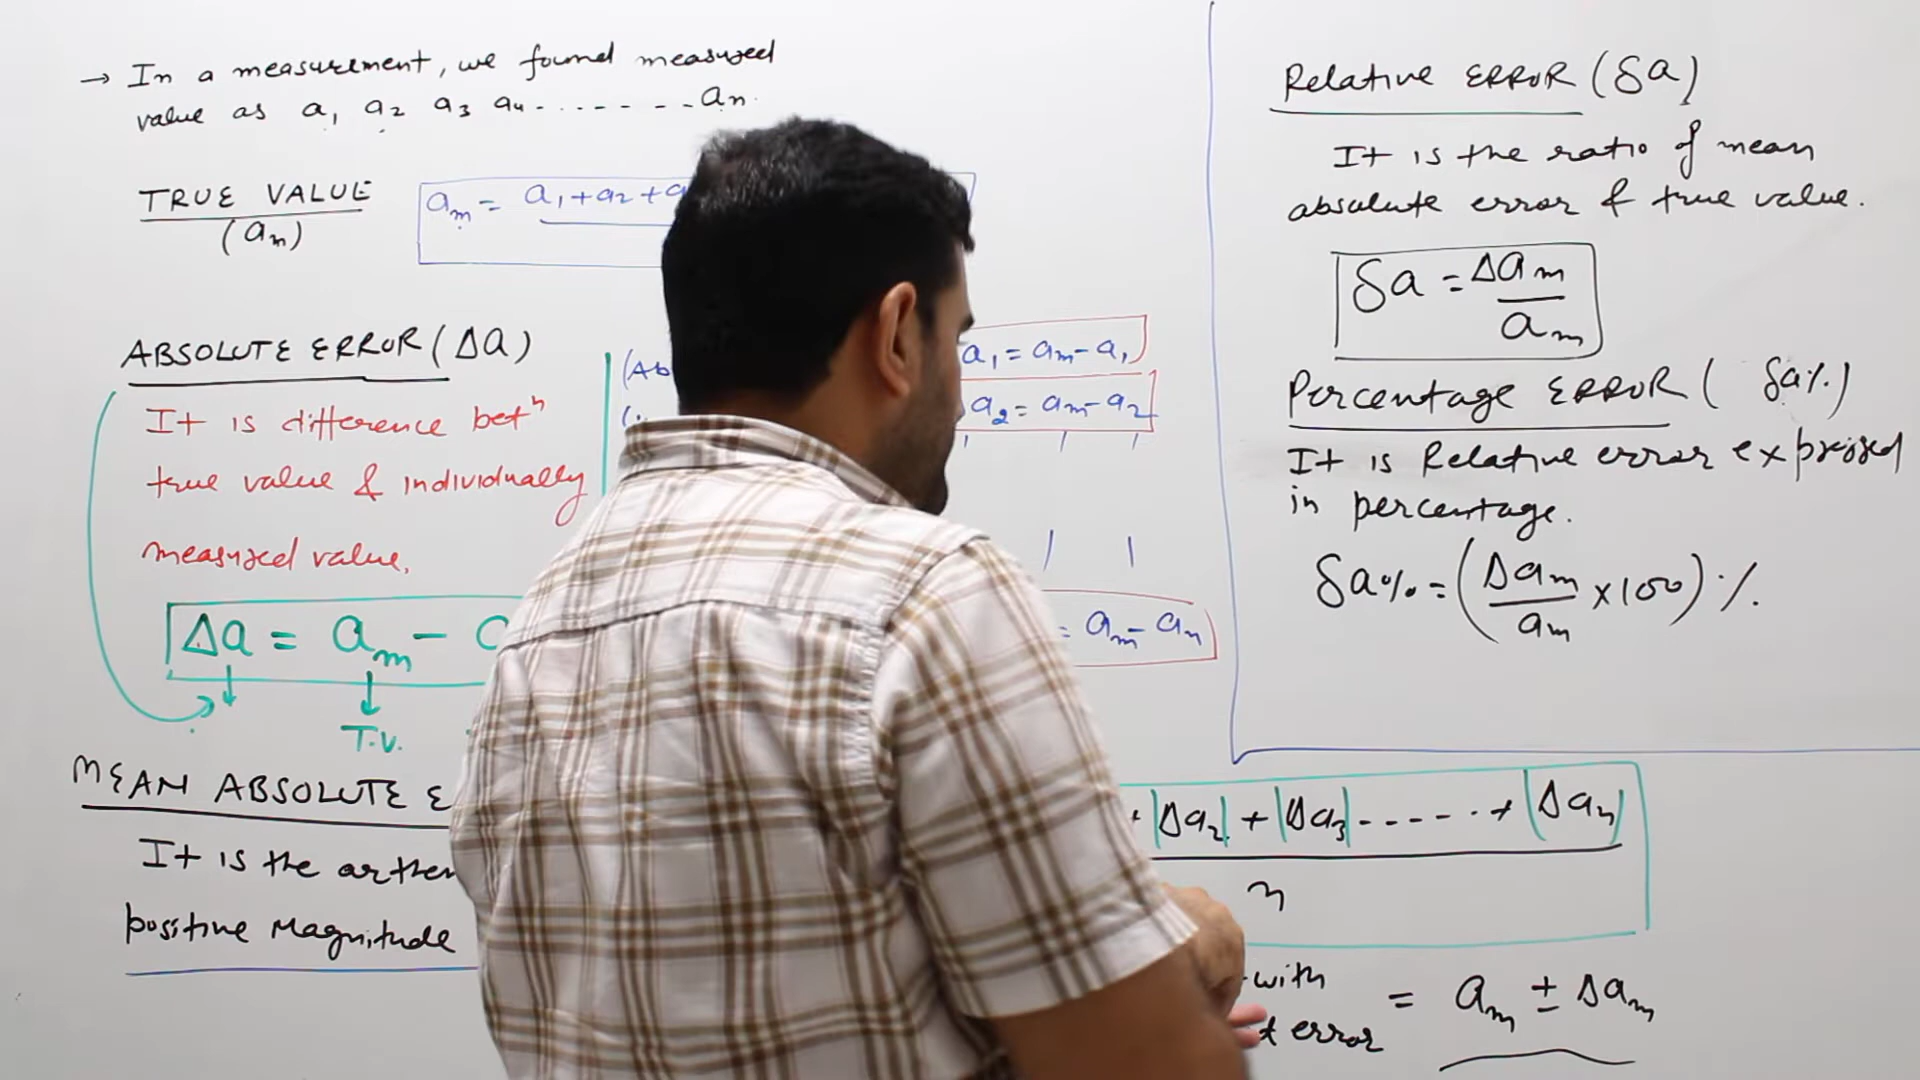 → In a measurement, we found measured
value as a₁ a₂ a₃ a₄ - - - - - - - aₙ.
TRUE VALUE
(aₘ)
aₘ = a₁+a₂+a
ABSOLUTE ERROR (Δa)
It is difference betⁿ
true value & individually
measured value.
Δa = aₘ -
T.V.
(Ab
a₁ = aₘ - a₁
a₂ = aₘ - a₂
= aₘ - aₙ
MEAN ABSOLUTE E
It is the arthem
positive Magnitude
+ |Δa₂| + |Δa₃| - - - - - + |Δaₙ|
n
with
error
= aₘ ± Δaₘ
Relative ERROR (δa)
It is the ratio of mean
absolute error & true value.
δa = Δaₘ / aₘ
Percentage ERROR ( δa%)
It is Relative error expressed
in percentage.
δa% = (Δaₘ / aₘ × 100) %